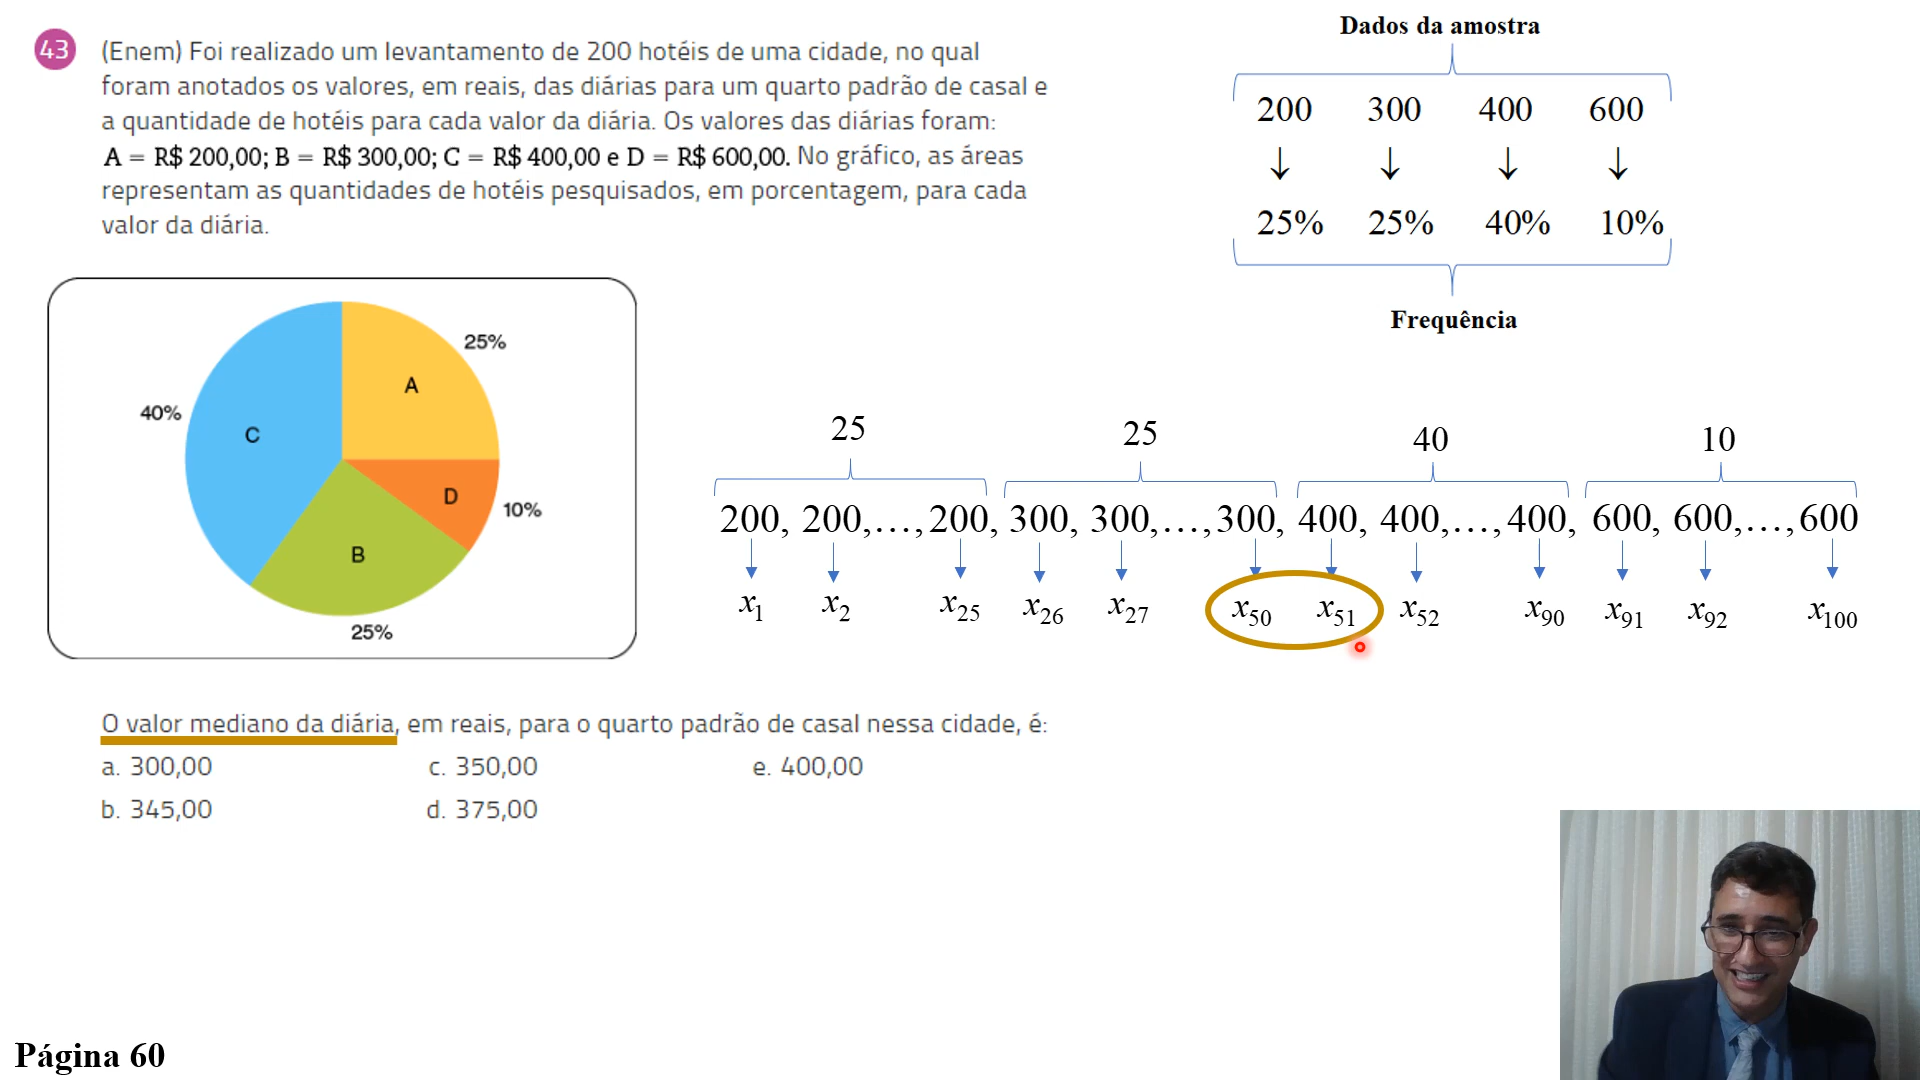 43
(Enem) Foi realizado um levantamento de 200 hotéis de uma cidade, no qual
foram anotados os valores, em reais, das diárias para um quarto padrão de casal e
a quantidade de hotéis para cada valor da diária. Os valores das diárias foram:
A = R$ 200,00; B = R$ 300,00; C = R$ 400,00 e D = R$ 600,00. No gráfico, as áreas
representam as quantidades de hotéis pesquisados, em porcentagem, para cada
valor da diária.
25%
A
40%
C
D
10%
B
25%
O valor mediano da diária, em reais, para o quarto padrão de casal nessa cidade, é:
a. 300,00 c. 350,00 e. 400,00
b. 345,00 d. 375,00
Dados da amostra
200 300 400 600
↓ ↓ ↓ ↓
25% 25% 40% 10%
Frequência
25 25 40 10
200, 200,...,200, 300, 300,...,300, 400, 400,...,400, 600, 600,...,600
x1 x2 x25 x26 x27 x50 x51 x52 x90 x91 x92 x100
Página 60